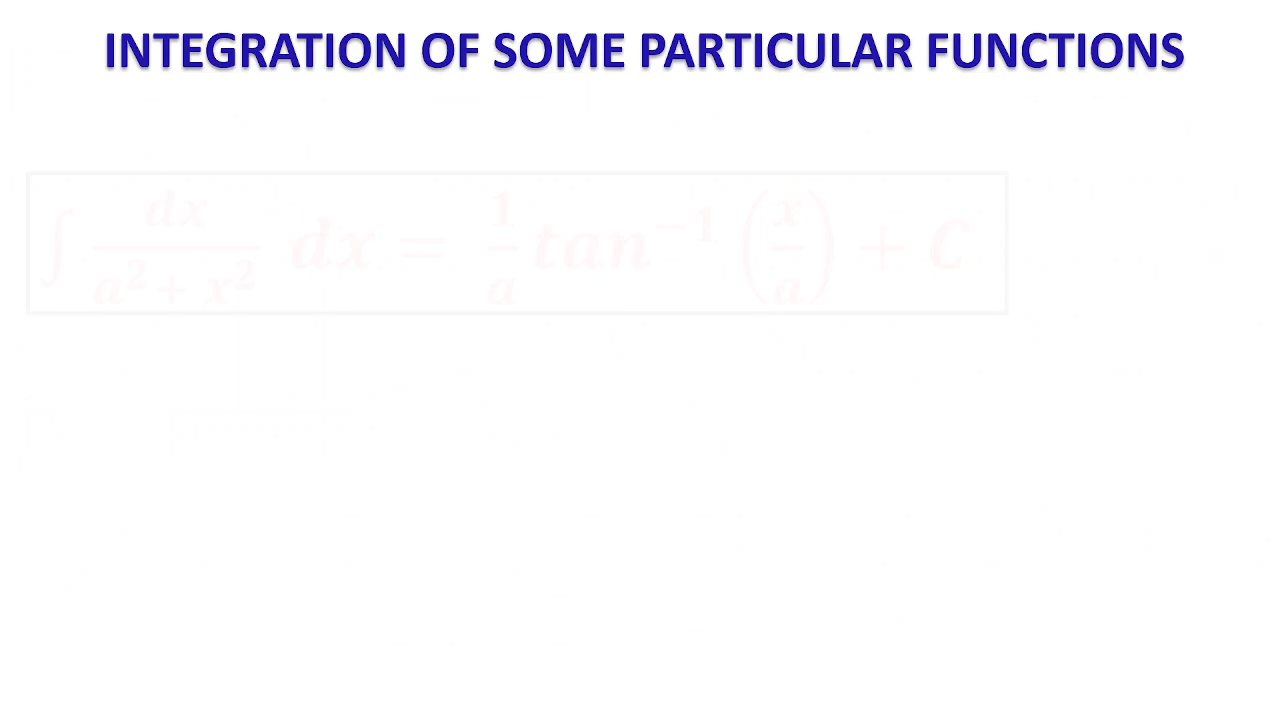 INTEGRATION OF SOME PARTICULAR FUNCTIONS
∫ dx/(a² + x²) dx = 1/a tan⁻¹(x/a) + C